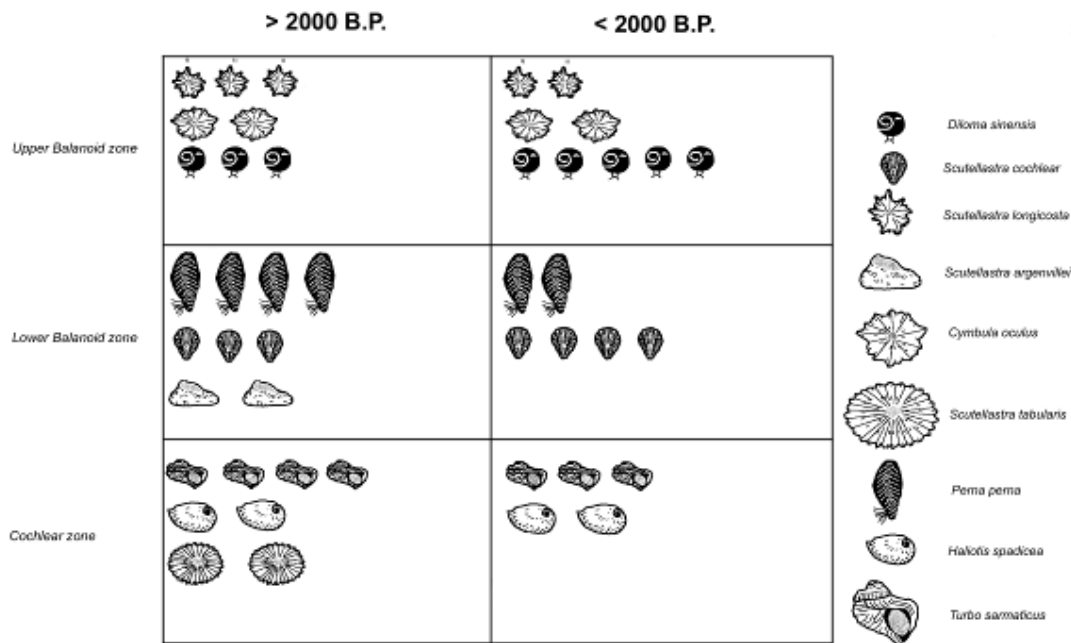 > 2000 B.P.
< 2000 B.P.
Upper Balanoid zone
Lower Balanoid zone
Cochlear zone
Diloma sinensis
Scutellastra cochlear
Scutellastra longicosta
Scutellastra argenvillei
Cymbula oculus
Scutellastra tabularis
Perna perna
Haliotis spadicea
Turbo sarmaticus